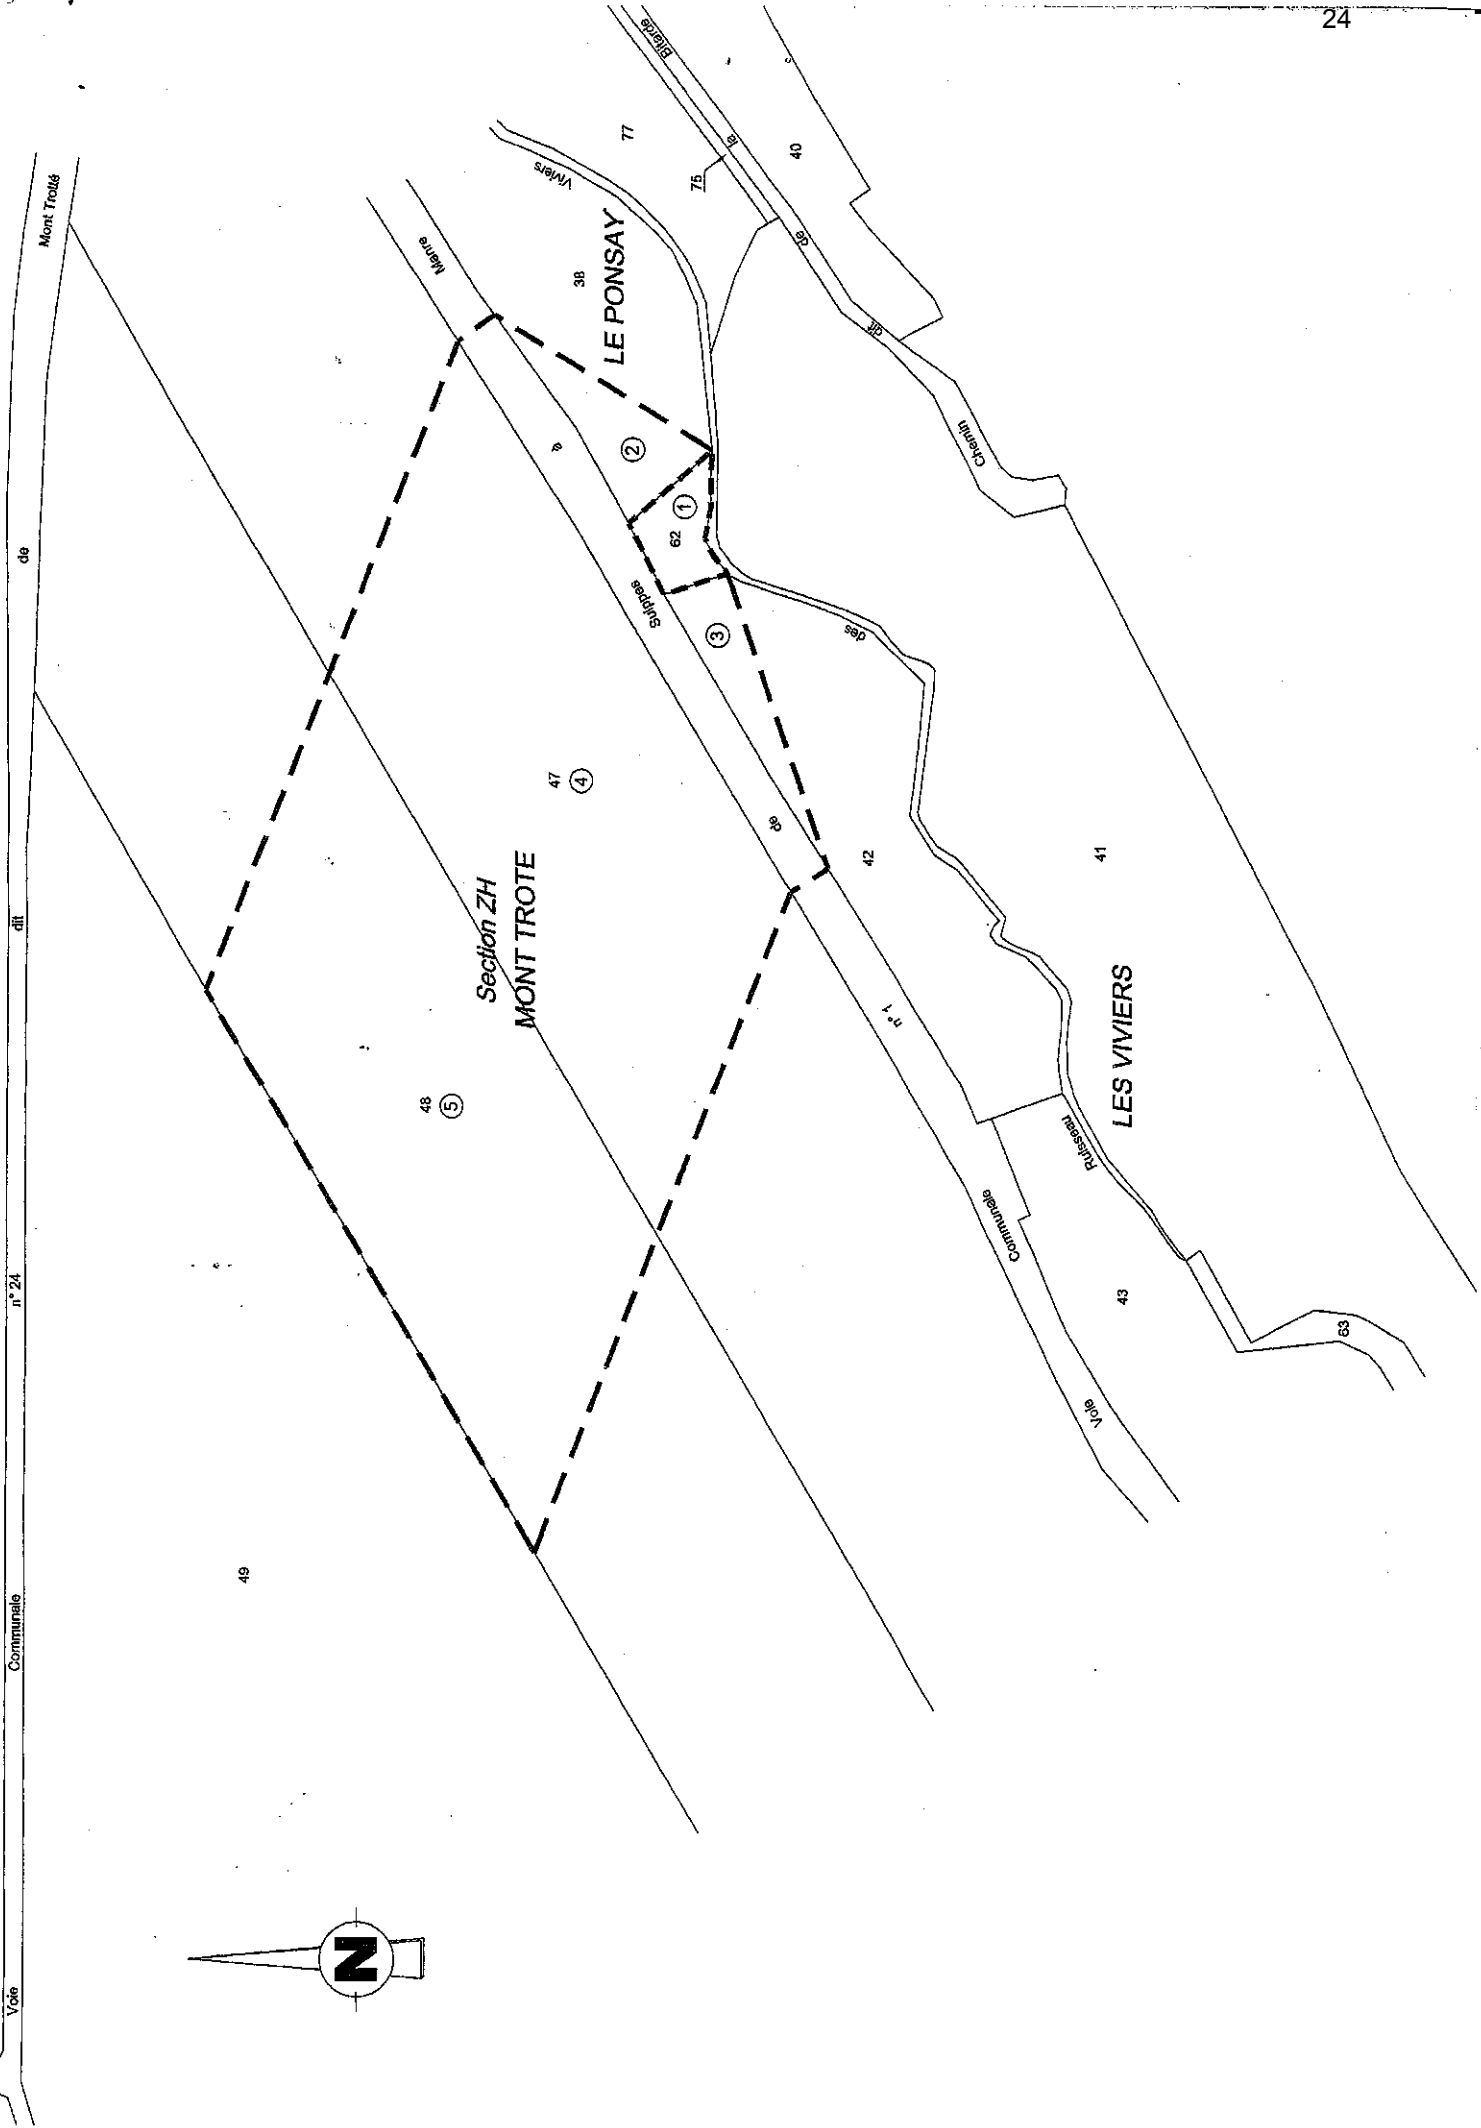 24
Voie Communale n° 24 dit de Mont Trotté
Bitarde
la
de
dit
Chemin
77
75
40
Viviers
38
LE PONSAY
Manre
à
Suippes
de
n° 1
Communale
Voie
2
1
62
3
47
4
Section ZH
MONT TROTE
48
5
49
42
41
des
Ruisseau
LES VIVIERS
43
63
N